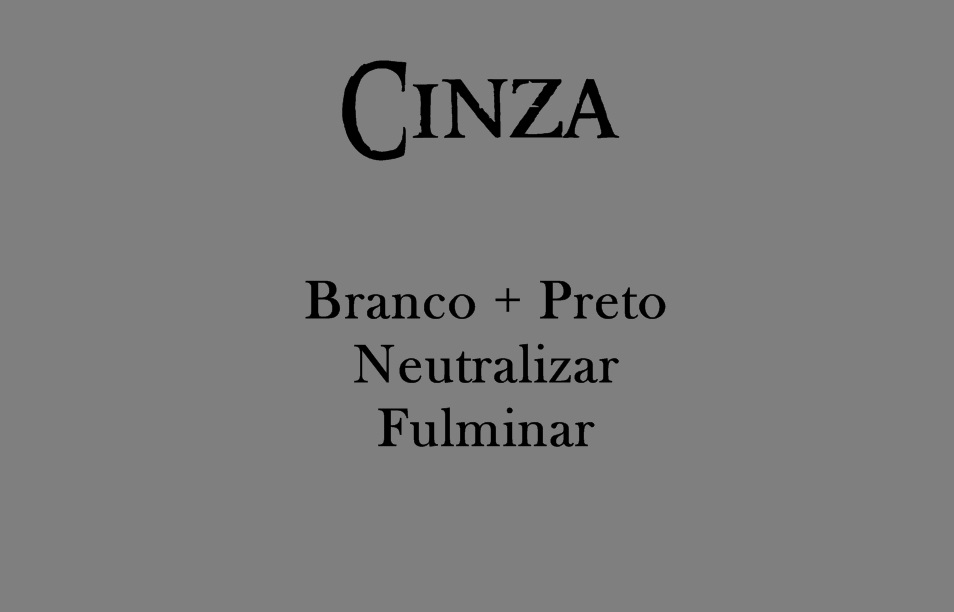 Cinza
Branco + Preto
Neutralizar
Fulminar